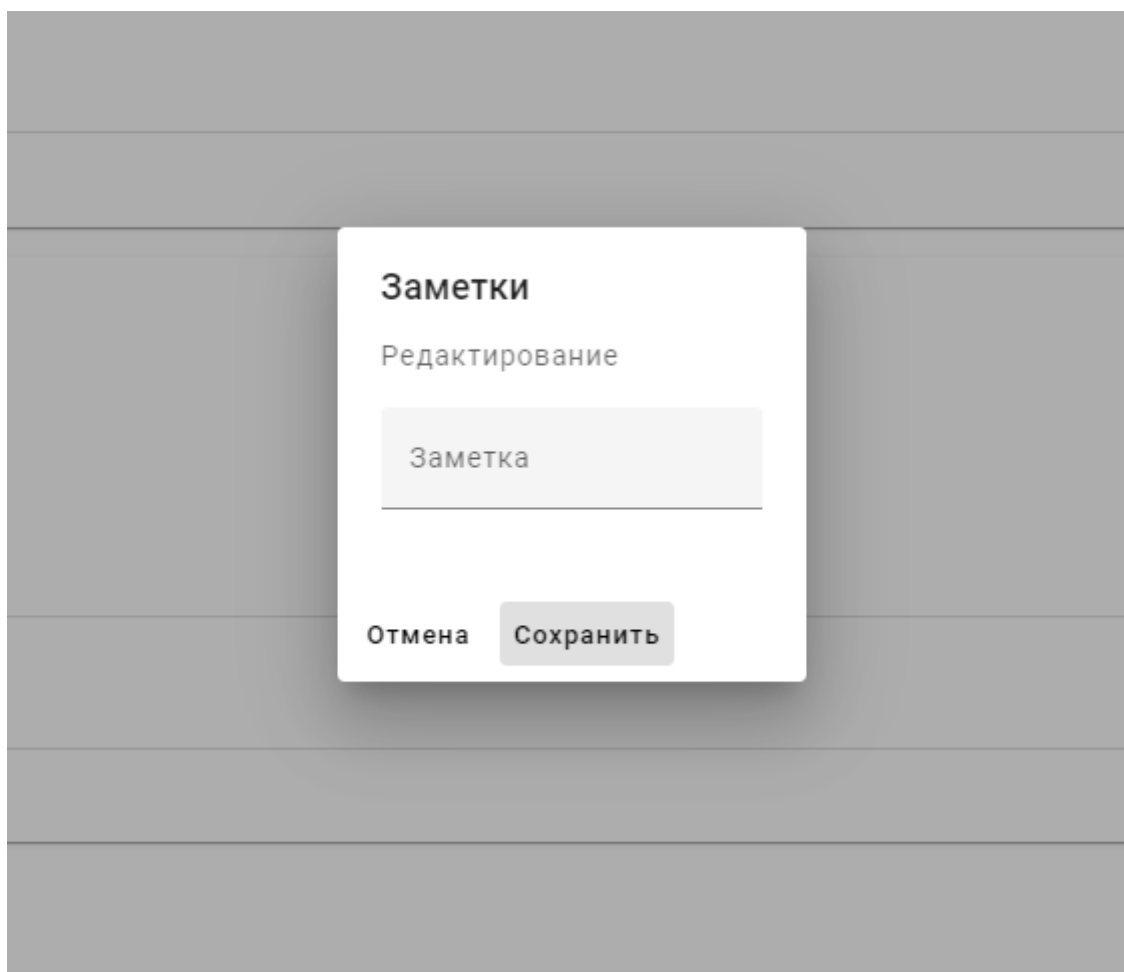 Заметки
Редактирование
Заметка
Отмена Сохранить